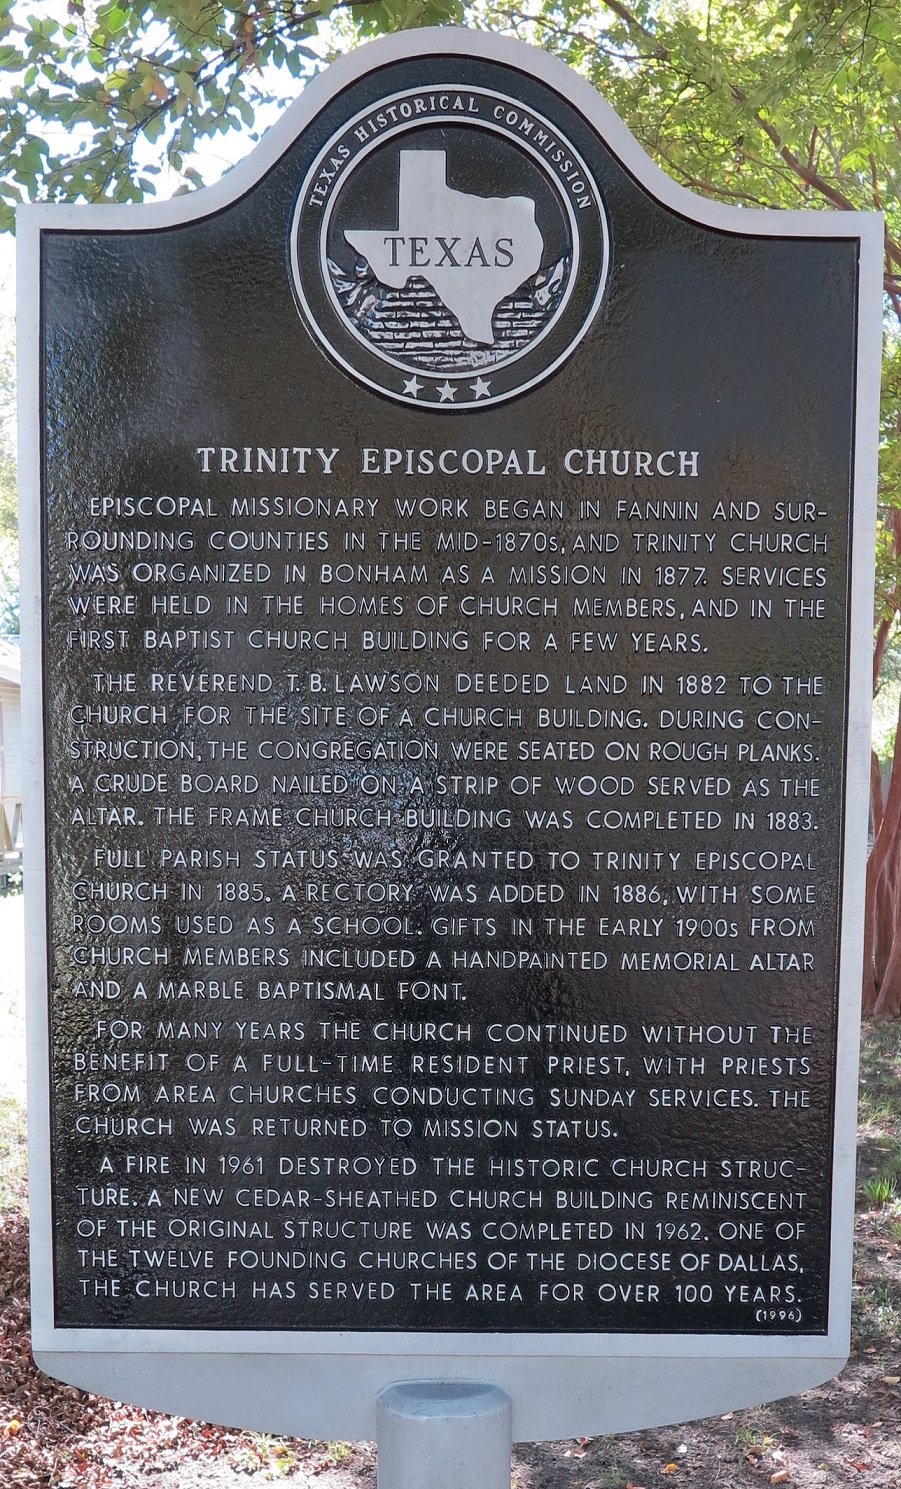 TEXAS HISTORICAL COMMISSION
TEXAS
TRINITY EPISCOPAL CHURCH
EPISCOPAL MISSIONARY WORK BEGAN IN FANNIN AND SUR-
ROUNDING COUNTIES IN THE MID-1870s, AND TRINITY CHURCH
WAS ORGANIZED IN BONHAM AS A MISSION IN 1877. SERVICES
WERE HELD IN THE HOMES OF CHURCH MEMBERS, AND IN THE
FIRST BAPTIST CHURCH BUILDING FOR A FEW YEARS.
THE REVEREND T. B. LAWSON DEEDED LAND IN 1882 TO THE
CHURCH FOR THE SITE OF A CHURCH BUILDING. DURING CON-
STRUCTION, THE CONGREGATION WERE SEATED ON ROUGH PLANKS.
A CRUDE BOARD NAILED ON A STRIP OF WOOD SERVED AS THE
ALTAR. THE FRAME CHURCH BUILDING WAS COMPLETED IN 1883.
FULL PARISH STATUS WAS GRANTED TO TRINITY EPISCOPAL
CHURCH IN 1885. A RECTORY WAS ADDED IN 1886, WITH SOME
ROOMS USED AS A SCHOOL. GIFTS IN THE EARLY 1900s FROM
CHURCH MEMBERS INCLUDED A HANDPAINTED MEMORIAL ALTAR
AND A MARBLE BAPTISMAL FONT.
FOR MANY YEARS THE CHURCH CONTINUED WITHOUT THE
BENEFIT OF A FULL-TIME RESIDENT PRIEST, WITH PRIESTS
FROM AREA CHURCHES CONDUCTING SUNDAY SERVICES. THE
CHURCH WAS RETURNED TO MISSION STATUS.
A FIRE IN 1961 DESTROYED THE HISTORIC CHURCH STRUC-
TURE. A NEW CEDAR-SHEATHED CHURCH BUILDING REMINISCENT
OF THE ORIGINAL STRUCTURE WAS COMPLETED IN 1962. ONE OF
THE TWELVE FOUNDING CHURCHES OF THE DIOCESE OF DALLAS,
THE CHURCH HAS SERVED THE AREA FOR OVER 100 YEARS.
(1996)